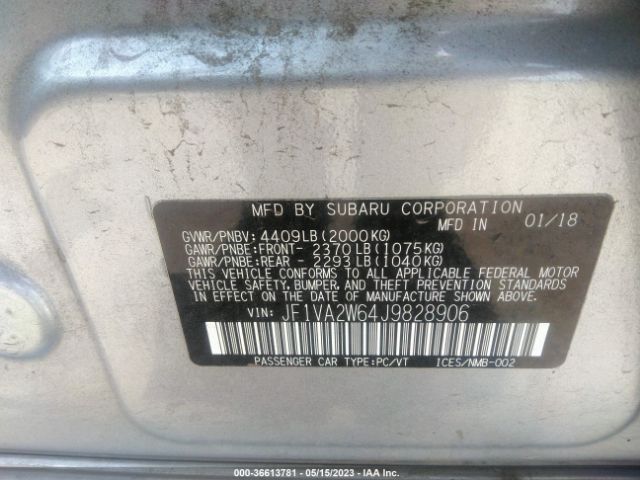 MFD BY SUBARU CORPORATION
MFD IN 01/18
GVWR/PNBV: 4409LB(2000KG)
GAWR/PNBE:FRONT- 2370LB(1075KG)
GAWR/PNBE:REAR - 2293LB(1040KG)
THIS VEHICLE CONFORMS TO ALL APPLICABLE FEDERAL MOTOR
VEHICLE SAFETY, BUMPER, AND THEFT PREVENTION STANDARDS
IN EFFECT ON THE DATE OF MANUFACTURE SHOWN ABOVE.
VIN: JF1VA2W64J9828906
PASSENGER CAR TYPE:PC/VT ICES/NMB-002
000-36613781 - 05/15/2023 - IAA Inc.